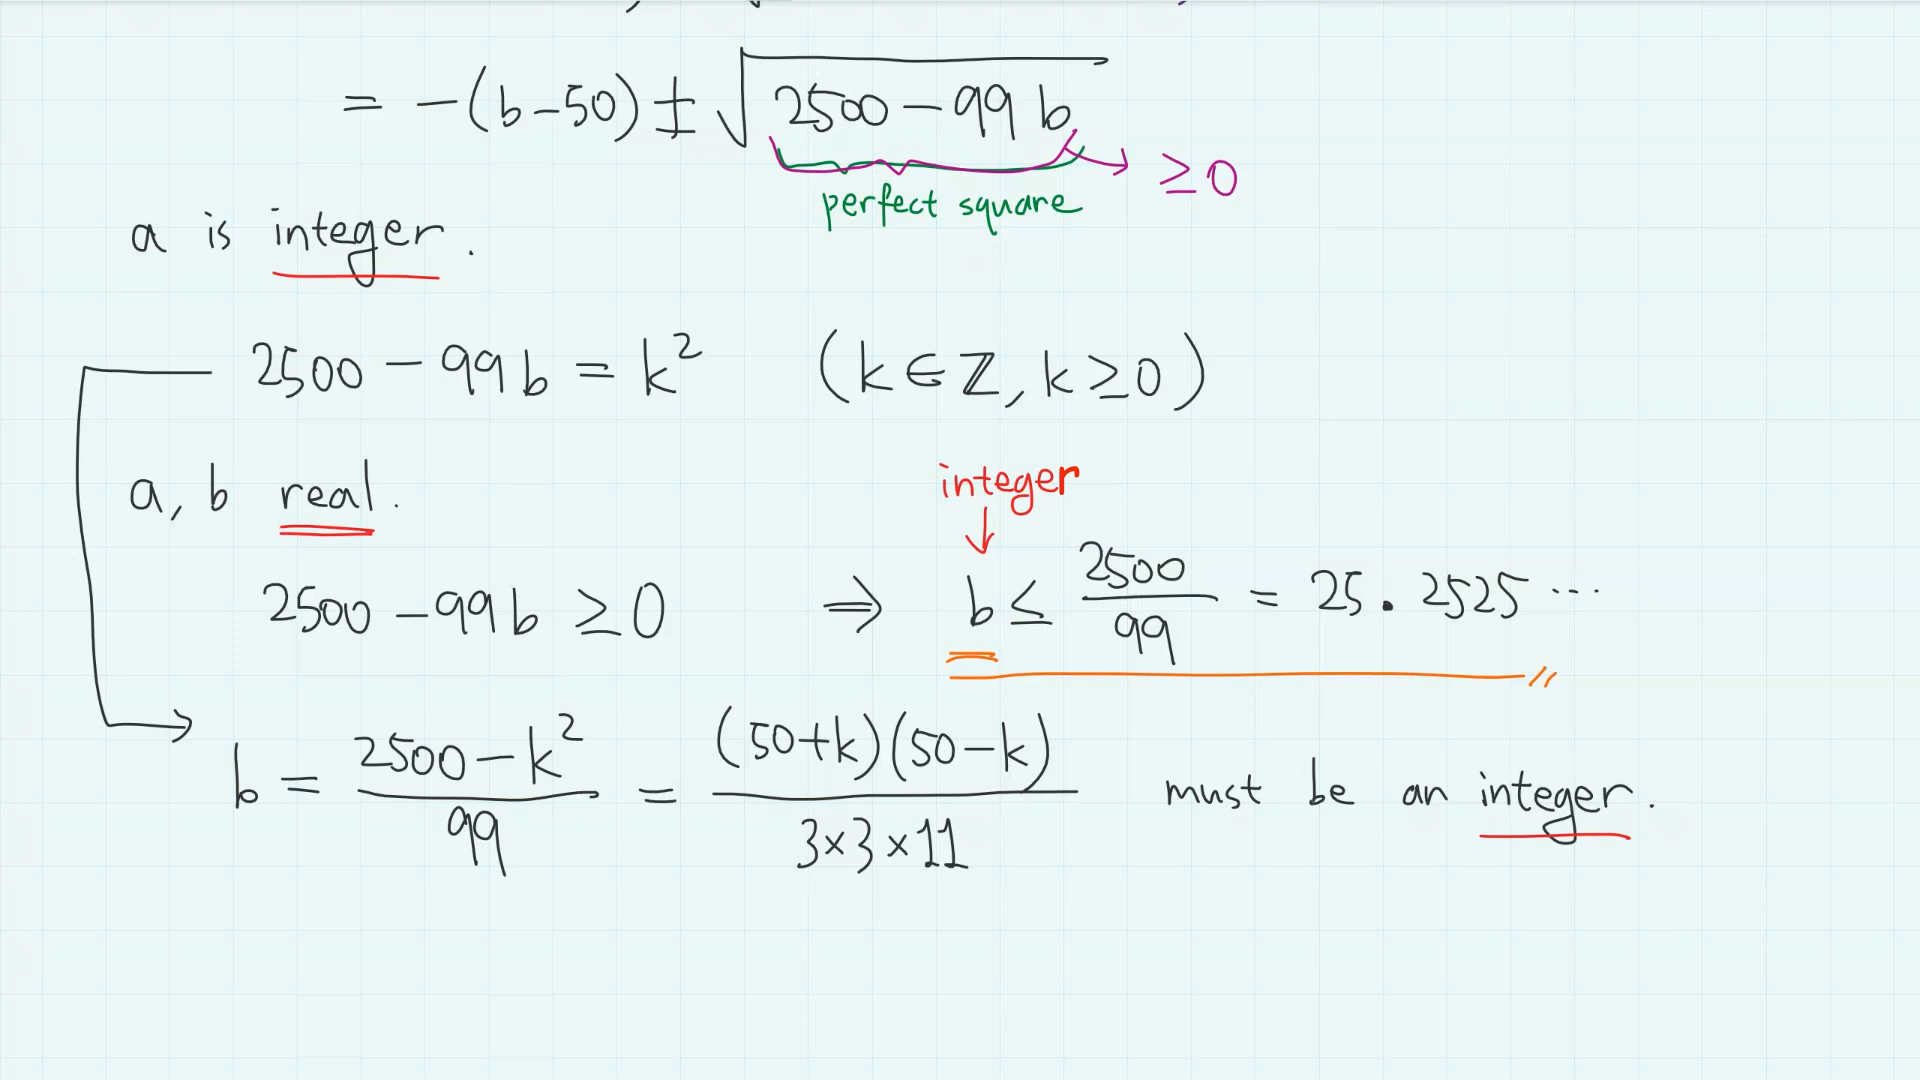 = -(b-50) ± √(2500 - 99b)
≥0
perfect square
a is integer.
2500 - 99b = k² (k ∈ ℤ, k ≥ 0)
a, b real.
integer
2500 - 99b ≥ 0 ⇒ b ≤ 2500/99 = 25.2525...
b = (2500 - k²)/99 = (50+k)(50-k)/(3×3×11) must be an integer.